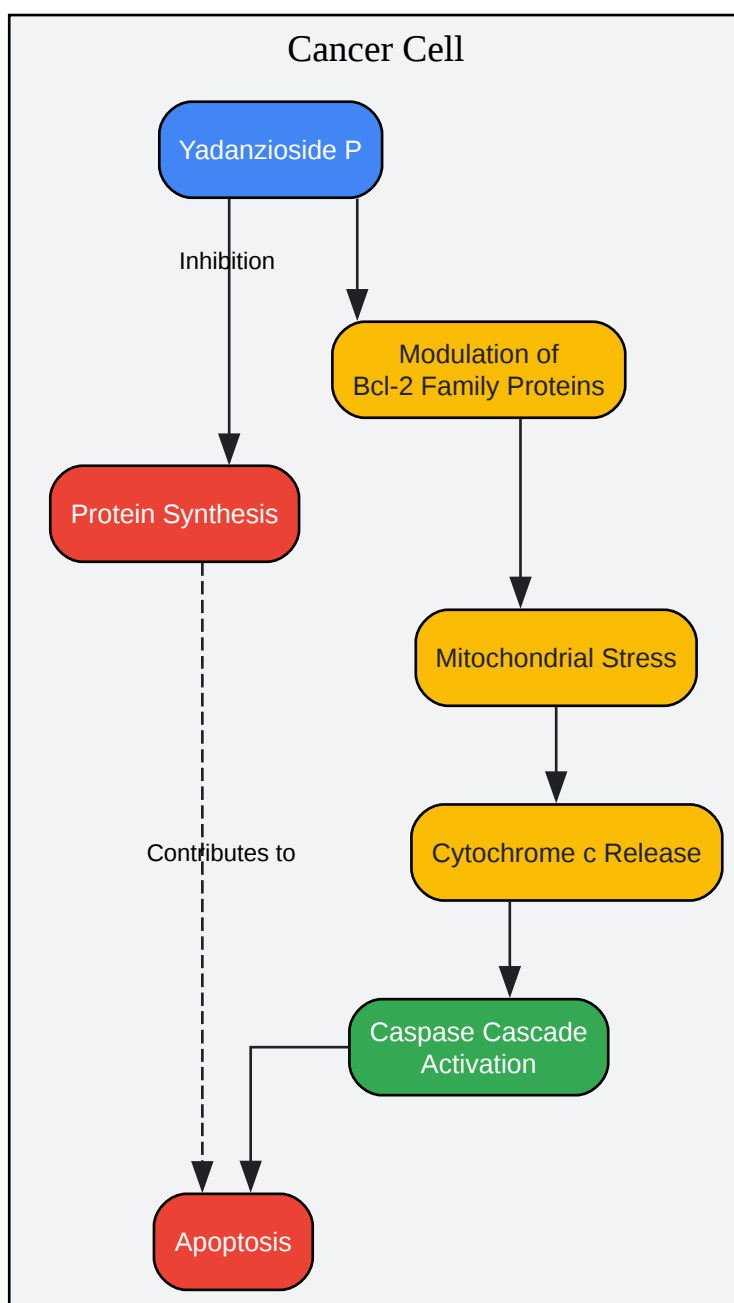 Cancer Cell
Yadanzioside P
Inhibition
Modulation of
Bcl-2 Family Proteins
Protein Synthesis
Mitochondrial Stress
Contributes to
Cytochrome c Release
Caspase Cascade
Activation
Apoptosis